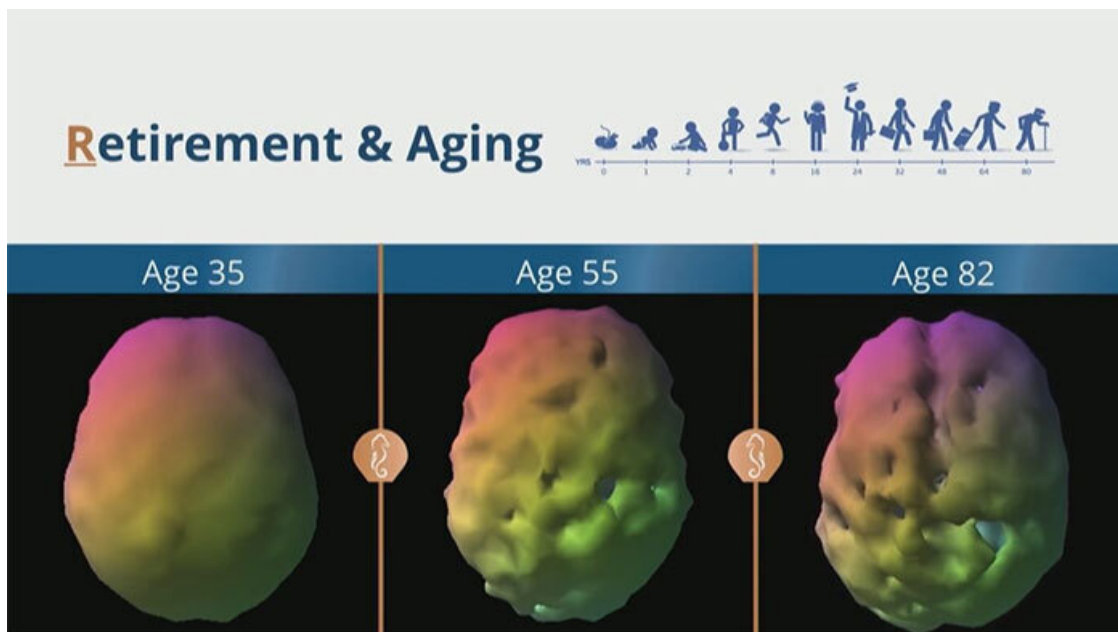 Retirement & Aging
YRS 0 1 2 4 8 16 24 32 48 64 80
Age 35 Age 55 Age 82